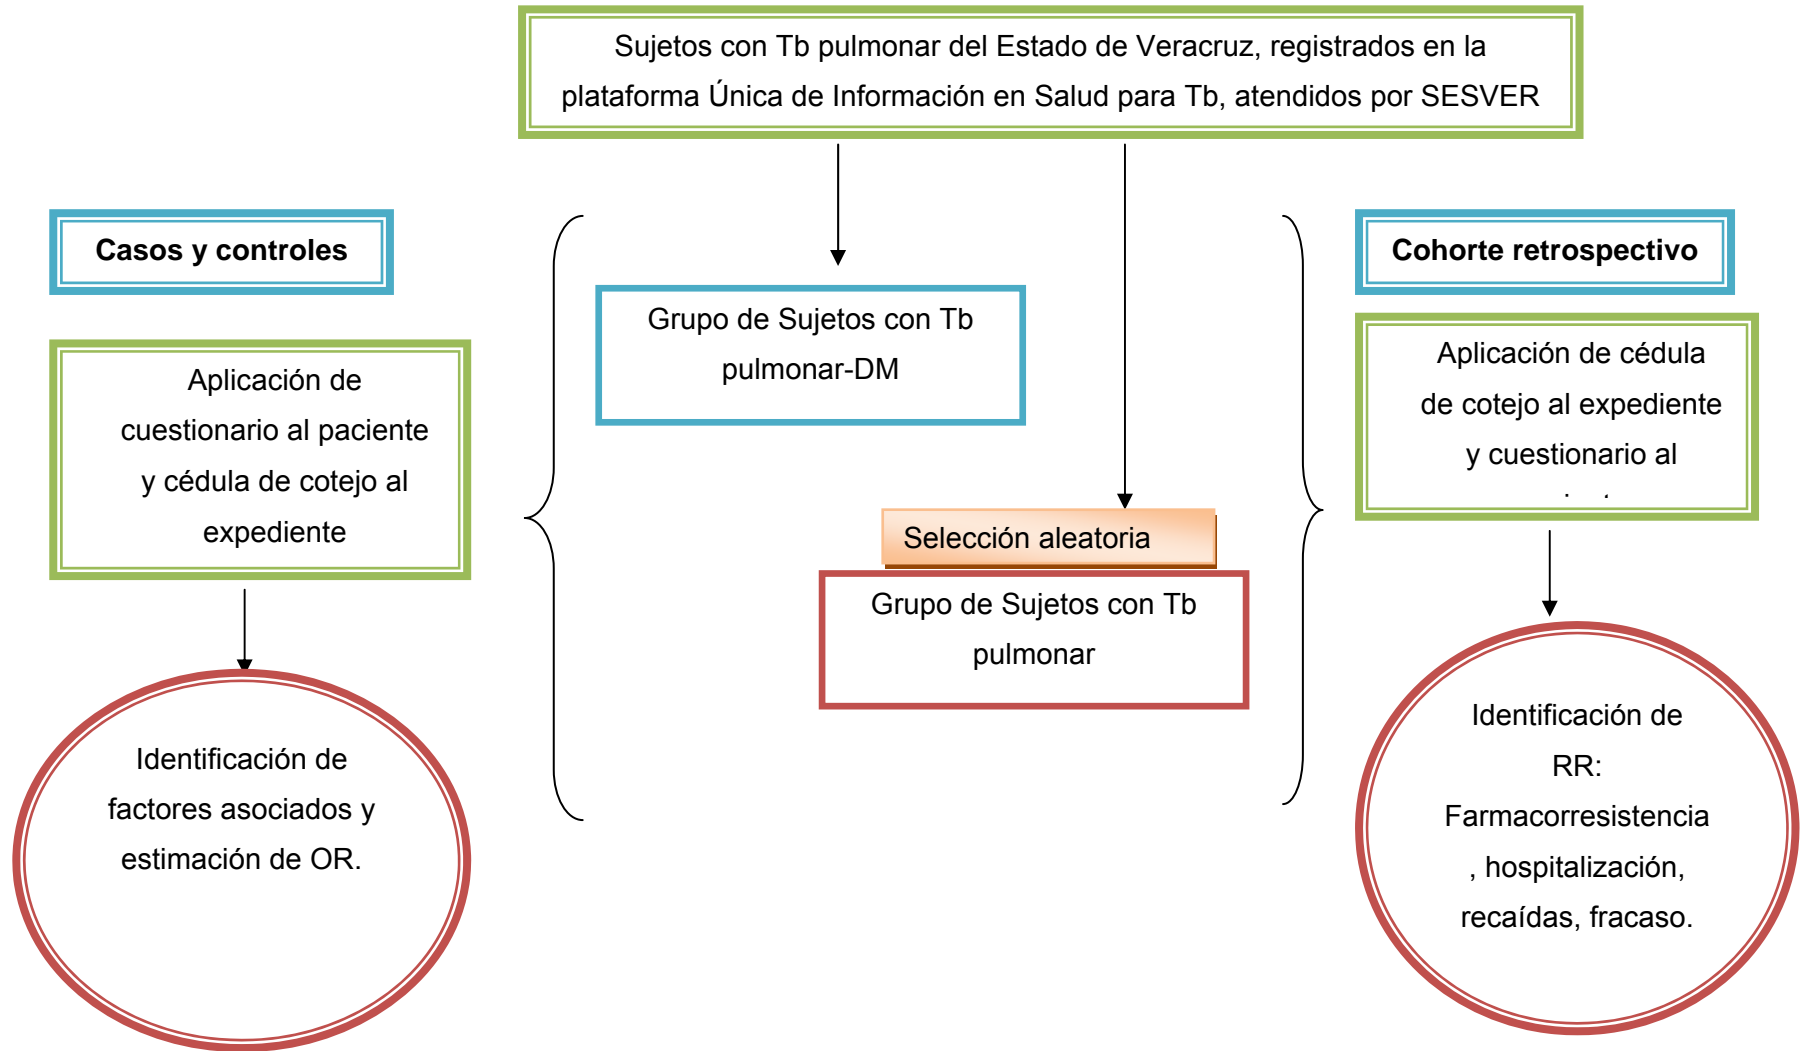 Sujetos con Tb pulmonar del Estado de Veracruz, registrados en la
plataforma Única de Información en Salud para Tb, atendidos por SESVER
Casos y controles
Aplicación de
cuestionario al paciente
y cédula de cotejo al
expediente
Identificación de
factores asociados y
estimación de OR.
Grupo de Sujetos con Tb
pulmonar-DM
Selección aleatoria
Grupo de Sujetos con Tb
pulmonar
Cohorte retrospectivo
Aplicación de cédula
de cotejo al expediente
y cuestionario al
Identificación de
RR:
Farmacorresistencia
, hospitalización,
recaídas, fracaso.